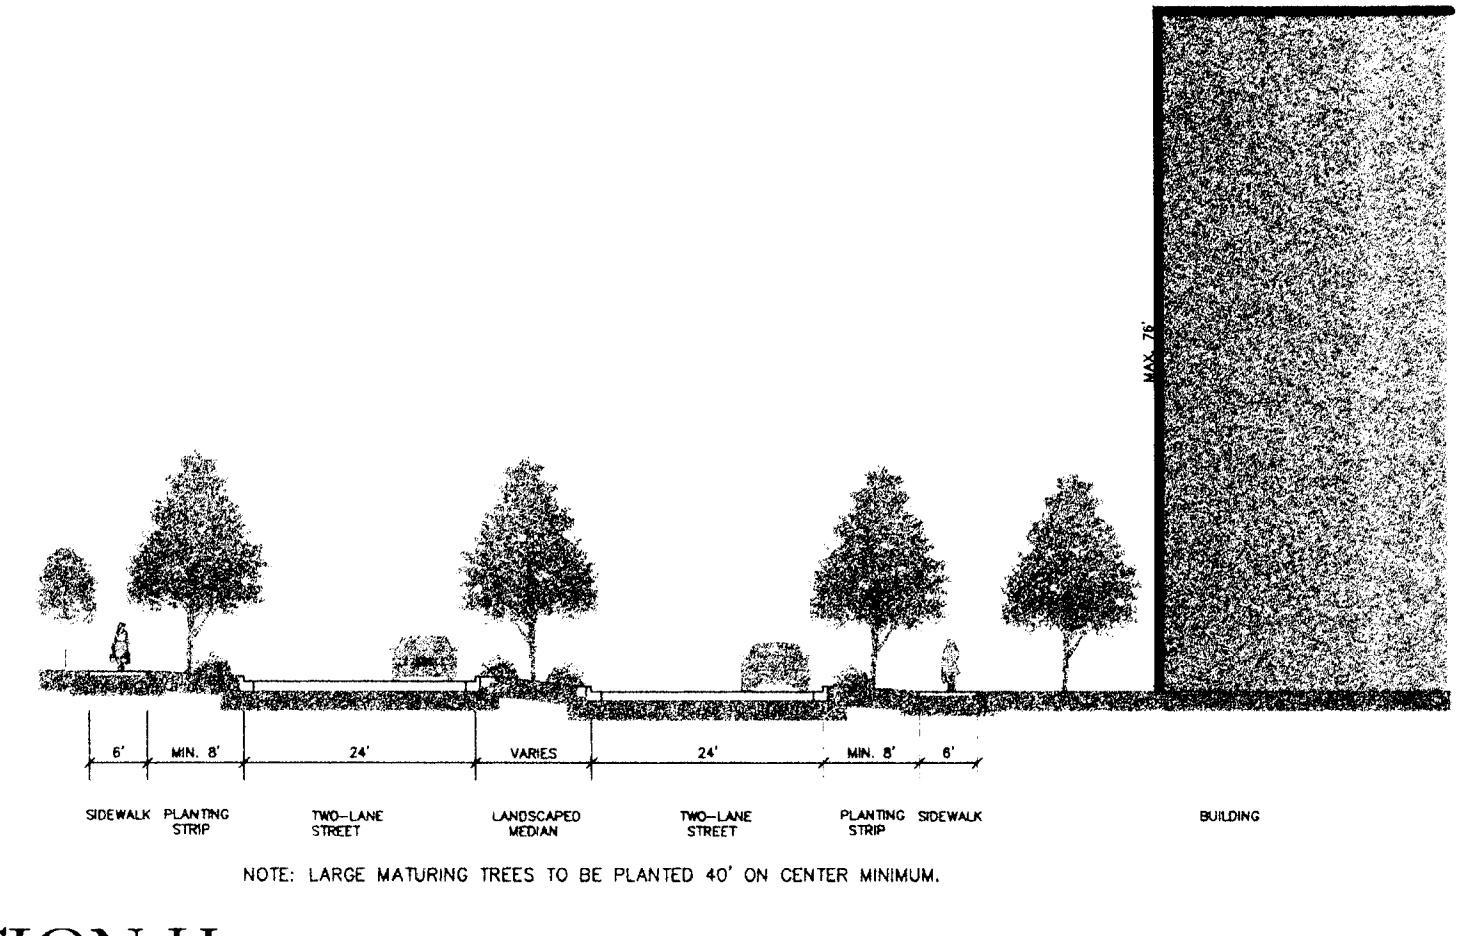 MAX. 76'
6' MIN. 8' 24' VARIES 24' MIN. 8' 6'
SIDEWALK PLANTING TWO-LANE LANDSCAPED TWO-LANE PLANTING SIDEWALK BUILDING
STRIP STREET MEDIAN STREET STRIP
NOTE: LARGE MATURING TREES TO BE PLANTED 40' ON CENTER MINIMUM.